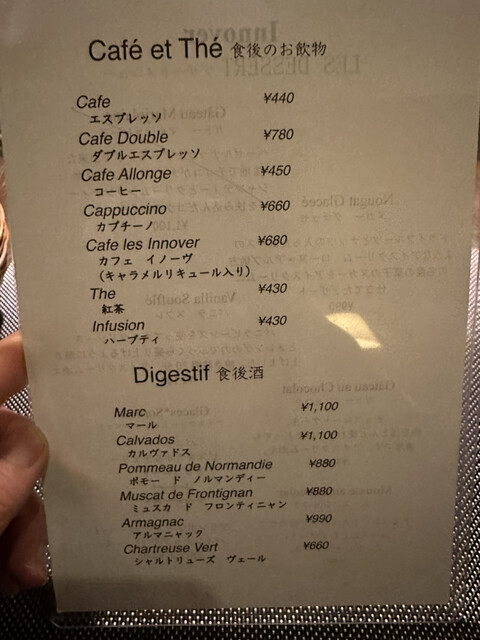 Café et Thé 食後のお飲物
Cafe ¥440
エスプレッソ
Cafe Double ¥780
ダブルエスプレッソ
Cafe Allonge ¥450
コーヒー
Cappuccino ¥660
カプチーノ
Cafe les Innover ¥680
カフェ イノーヴ
(キャラメルリキュール入り)
The ¥430
紅茶
Infusion ¥430
ハーブティ
Digestif 食後酒
Marc ¥1,100
マール
Calvados ¥1,100
カルヴァドス
Pommeau de Normandie ¥880
ポモー ド ノルマンディー
Muscat de Frontignan ¥880
ミュスカ ド フロンティニャン
Armagnac ¥990
アルマニャック
Chartreuse Vert ¥660
シャルトリューズ ヴェール